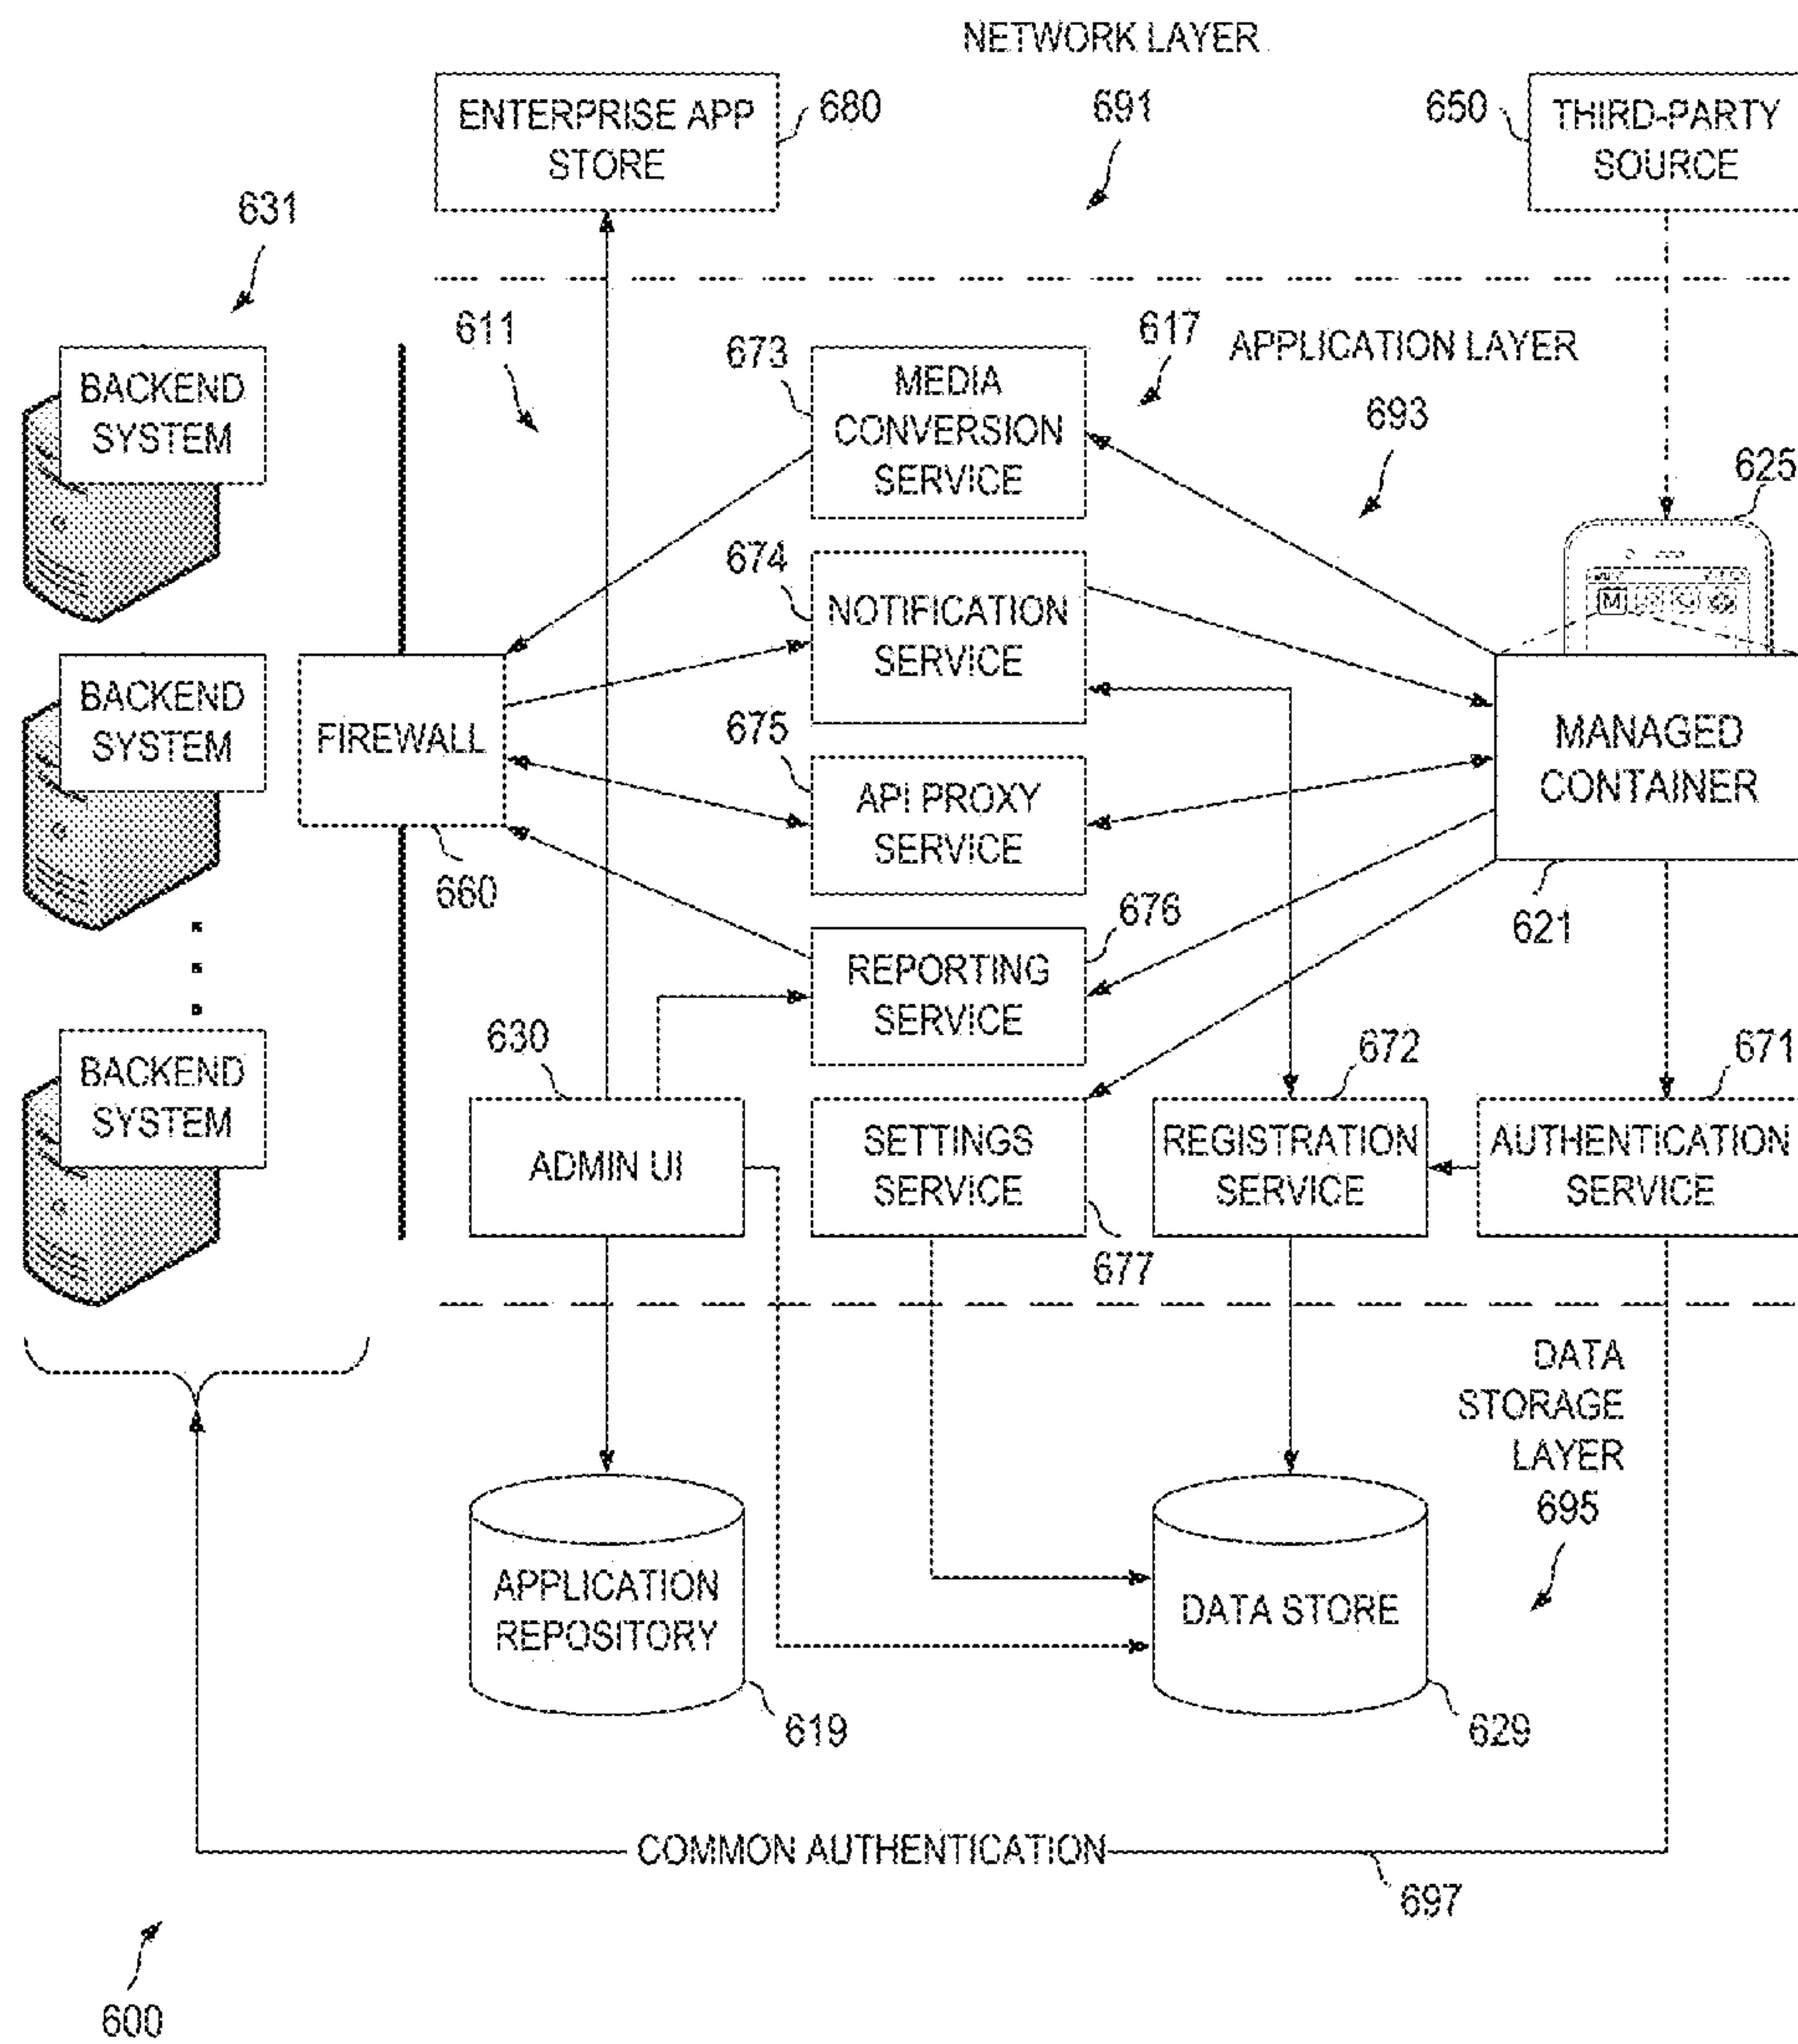 NETWORK LAYER
ENTERPRISE APP
STORE
680
691
650
THIRD-PARTY
SOURCE
631
611
673
617
APPLICATION LAYER
693
BACKEND
SYSTEM
MEDIA
CONVERSION
SERVICE
625
M
674
NOTIFICATION
SERVICE
BACKEND
SYSTEM
FIREWALL
660
675
API PROXY
SERVICE
MANAGED
CONTAINER
621
676
REPORTING
SERVICE
BACKEND
SYSTEM
630
ADMIN UI
SETTINGS
SERVICE
677
672
REGISTRATION
SERVICE
671
AUTHENTICATION
SERVICE
DATA
STORAGE
LAYER
695
APPLICATION
REPOSITORY
619
DATA STORE
629
COMMON AUTHENTICATION
697
600